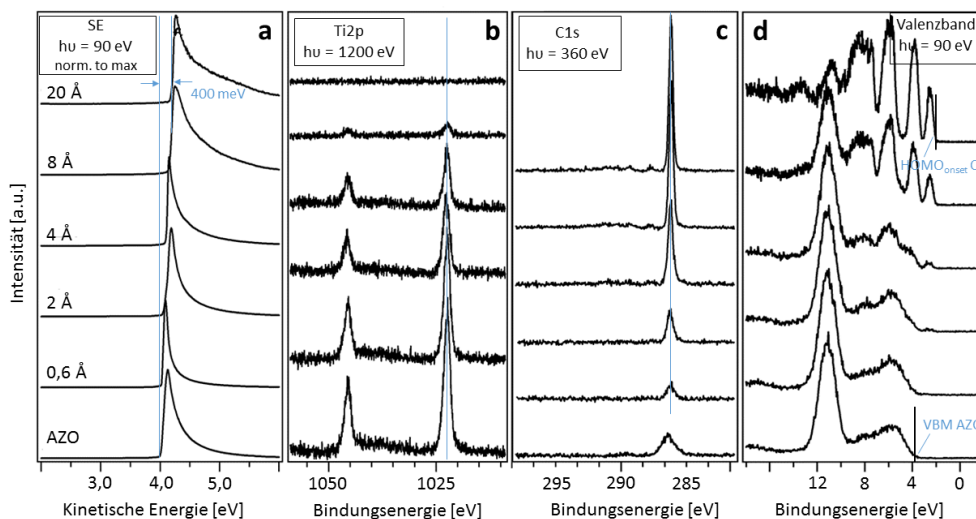 SE
hυ = 90 eV
norm. to max
a
400 meV
20 Å
8 Å
4 Å
2 Å
0,6 Å
AZO
3,0
4,0
5,0
Kinetische Energie [eV]
Intensität [a.u.]
Ti2p
hυ = 1200 eV
b
1050
1025
Bindungsenergie [eV]
C1s
hυ = 360 eV
c
295
290
285
Bindungsenergie [eV]
d
Valenzband
hυ = 90 eV
HOMOonset C
VBM AZO
12
8
4
0
Bindungsenergie [eV]